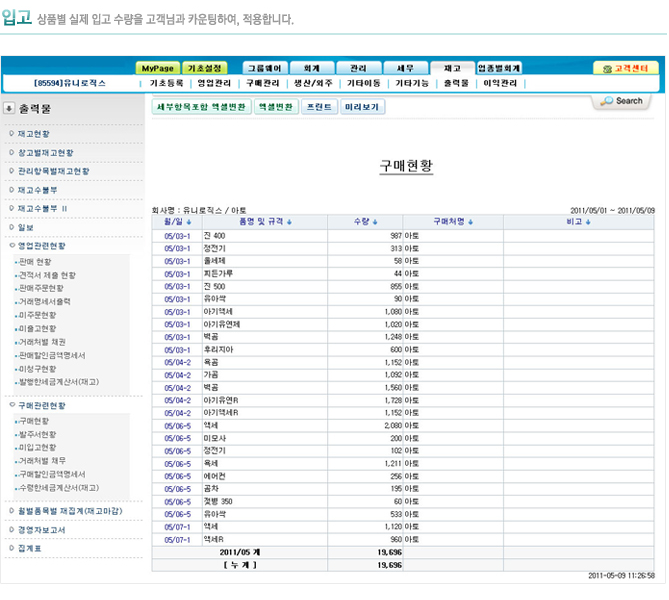 입고 상품별 실제 입고 수량을 고객님과 카운팅하여, 적용합니다.
MyPage 기초설정 그룹웨어 회계 관리 세무 재고 업종별회계 고객센터
[85594]유니로직스 | 기초등록 | 영업관리 | 구매관리 | 생산/외주 | 기타이동 | 기타기능 | 출력물 | 이익관리 |
출력물
세부항목포함 엑셀변환 엑셀변환 프린트 미리보기
Search
재고현황
창고별재고현황
관리항목별재고현황
재고수불부
재고수불부 II
일보
영업관련현황
판매 현황
견적서 제출 현황
판매주문현황
거래명세서출력
미주문현황
미출고현황
거래처별 채권
판매할인금액명세서
미청구현황
발행한세금계산서(재고)
구매관련현황
구매현황
발주서현황
미입고현황
거래처별 채무
구매할인금액명세서
수령한세금계산서(재고)
월별품목별 재집계(재고마감)
경영자보고서
집계표
구매현황
회사명 : 유니로직스 / 아토 2011/05/01 ~ 2011/05/09
월/일 품명 및 규격 수량 구매처명 비고
05/03-1 진 400 987 아토
05/03-1 정전기 313 아토
05/03-1 울세제 58 아토
05/03-1 찌든가루 44 아토
05/03-1 진 500 855 아토
05/03-1 유아싹 90 아토
05/03-1 아기액세 1,080 아토
05/03-1 아기유연제 1,020 아토
05/03-1 벽곰 1,248 아토
05/03-1 후리지아 600 아토
05/04-2 욕곰 1,152 아토
05/04-2 가곰 1,092 아토
05/04-2 벽곰 1,560 아토
05/04-2 아기유연R 1,728 아토
05/04-2 아기액세R 1,152 아토
05/06-5 액세 2,080 아토
05/06-5 미모사 200 아토
05/06-5 정전기 102 아토
05/06-5 욕세 1,211 아토
05/06-5 에어컨 256 아토
05/06-5 곰차 195 아토
05/06-5 젖병 350 60 아토
05/06-5 유아싹 533 아토
05/07-1 액세 1,120 아토
05/07-1 액세R 960 아토
2011/05 계 19,696
[ 누 계 ] 19,696
2011-05-09 11:26:58